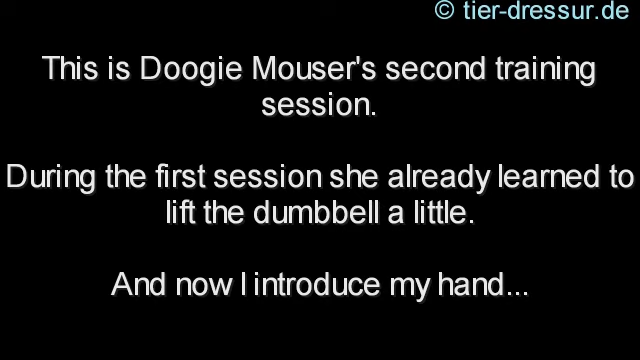 © tier-dressur.de
This is Doogie Mouser's second training
session.
During the first session she already learned to
lift the dumbbell a little.
And now I introduce my hand...